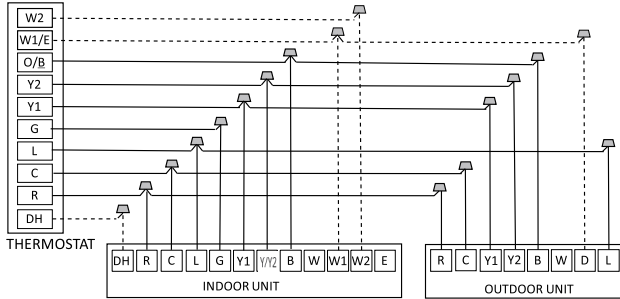 W2
W1/E
O/B
Y2
Y1
G
L
C
R
DH
THERMOSTAT
DH R C L G Y1 Y/Y2 B W W1 W2 E
INDOOR UNIT
R C Y1 Y2 B W D L
OUTDOOR UNIT